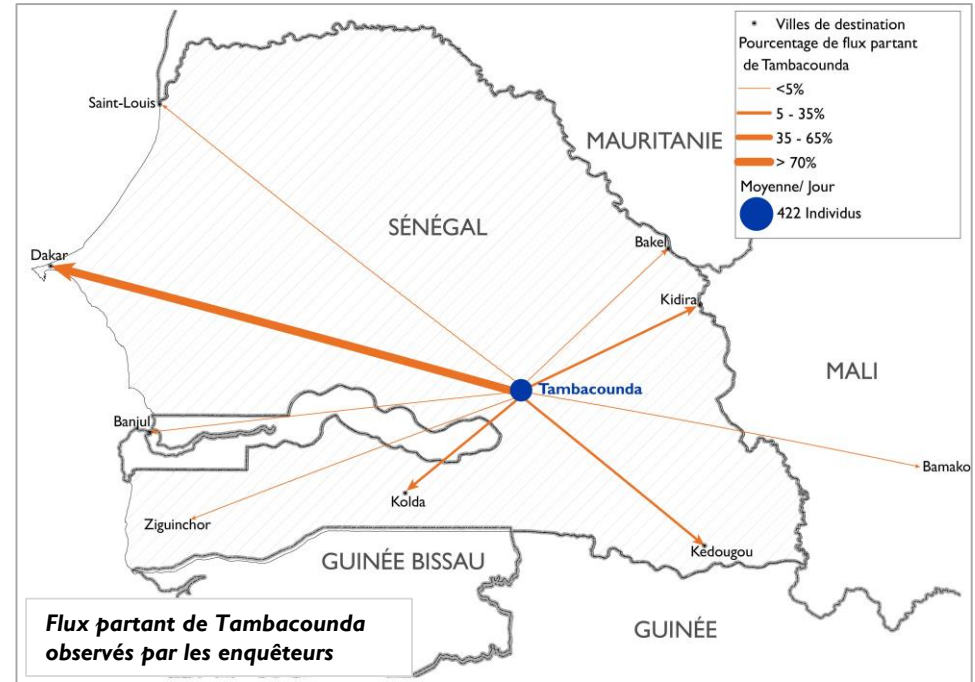 Villes de destination
Pourcentage de flux partant
de Tambacounda
<5%
5 - 35%
35 - 65%
> 70%
Moyenne/ Jour
422 Individus
Saint-Louis
MAURITANIE
SÉNÉGAL
Bakel
Dakar
Kidira
MALI
Tambacounda
Banjul
Bamako
Kolda
Ziguinchor
Kédougou
GUINÉE BISSAU
GUINÉE
Flux partant de Tambacounda
observés par les enquêteurs